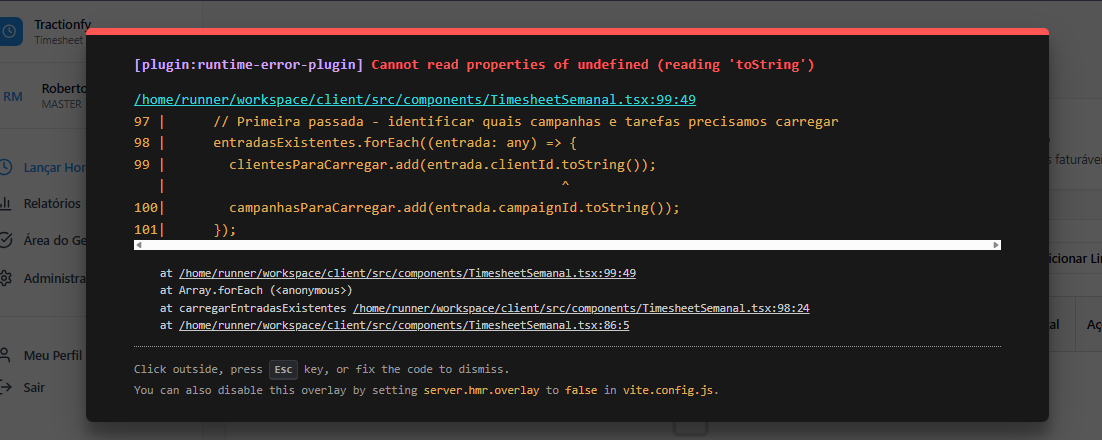 Tractionfy
Timesheet
RM
Roberto
MASTER
Lançar Hor
Relatórios
Área do Ge
Administra
Meu Perfil
Sair
[plugin:runtime-error-plugin] Cannot read properties of undefined (reading 'toString')
/home/runner/workspace/client/src/components/TimesheetSemanal.tsx:99:49
97 |      // Primeira passada - identificar quais campanhas e tarefas precisamos carregar
98 |      entradasExistentes.forEach((entrada: any) => {
99 |        clientesParaCarregar.add(entrada.clientId.toString());
   |                                                 ^
100|        campanhasParaCarregar.add(entrada.campaignId.toString());
101|      });
at /home/runner/workspace/client/src/components/TimesheetSemanal.tsx:99:49
at Array.forEach (<anonymous>)
at carregarEntradasExistentes /home/runner/workspace/client/src/components/TimesheetSemanal.tsx:98:24
at /home/runner/workspace/client/src/components/TimesheetSemanal.tsx:86:5
Click outside, press Esc key, or fix the code to dismiss.
You can also disable this overlay by setting server.hmr.overlay to false in vite.config.js.
s faturáve
icionar Li
al
Aç